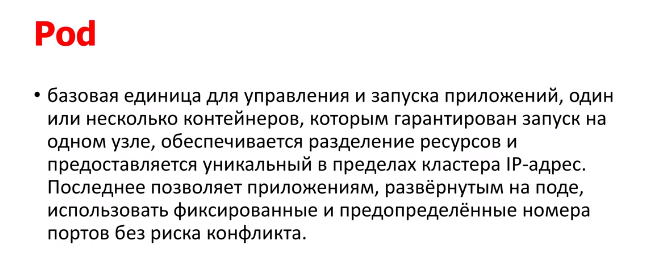 Pod
• базовая единица для управления и запуска приложений, один
или несколько контейнеров, которым гарантирован запуск на
одном узле, обеспечивается разделение ресурсов и
предоставляется уникальный в пределах кластера IP-адрес.
Последнее позволяет приложениям, развёрнутым на поде,
использовать фиксированные и предопределённые номера
портов без риска конфликта.